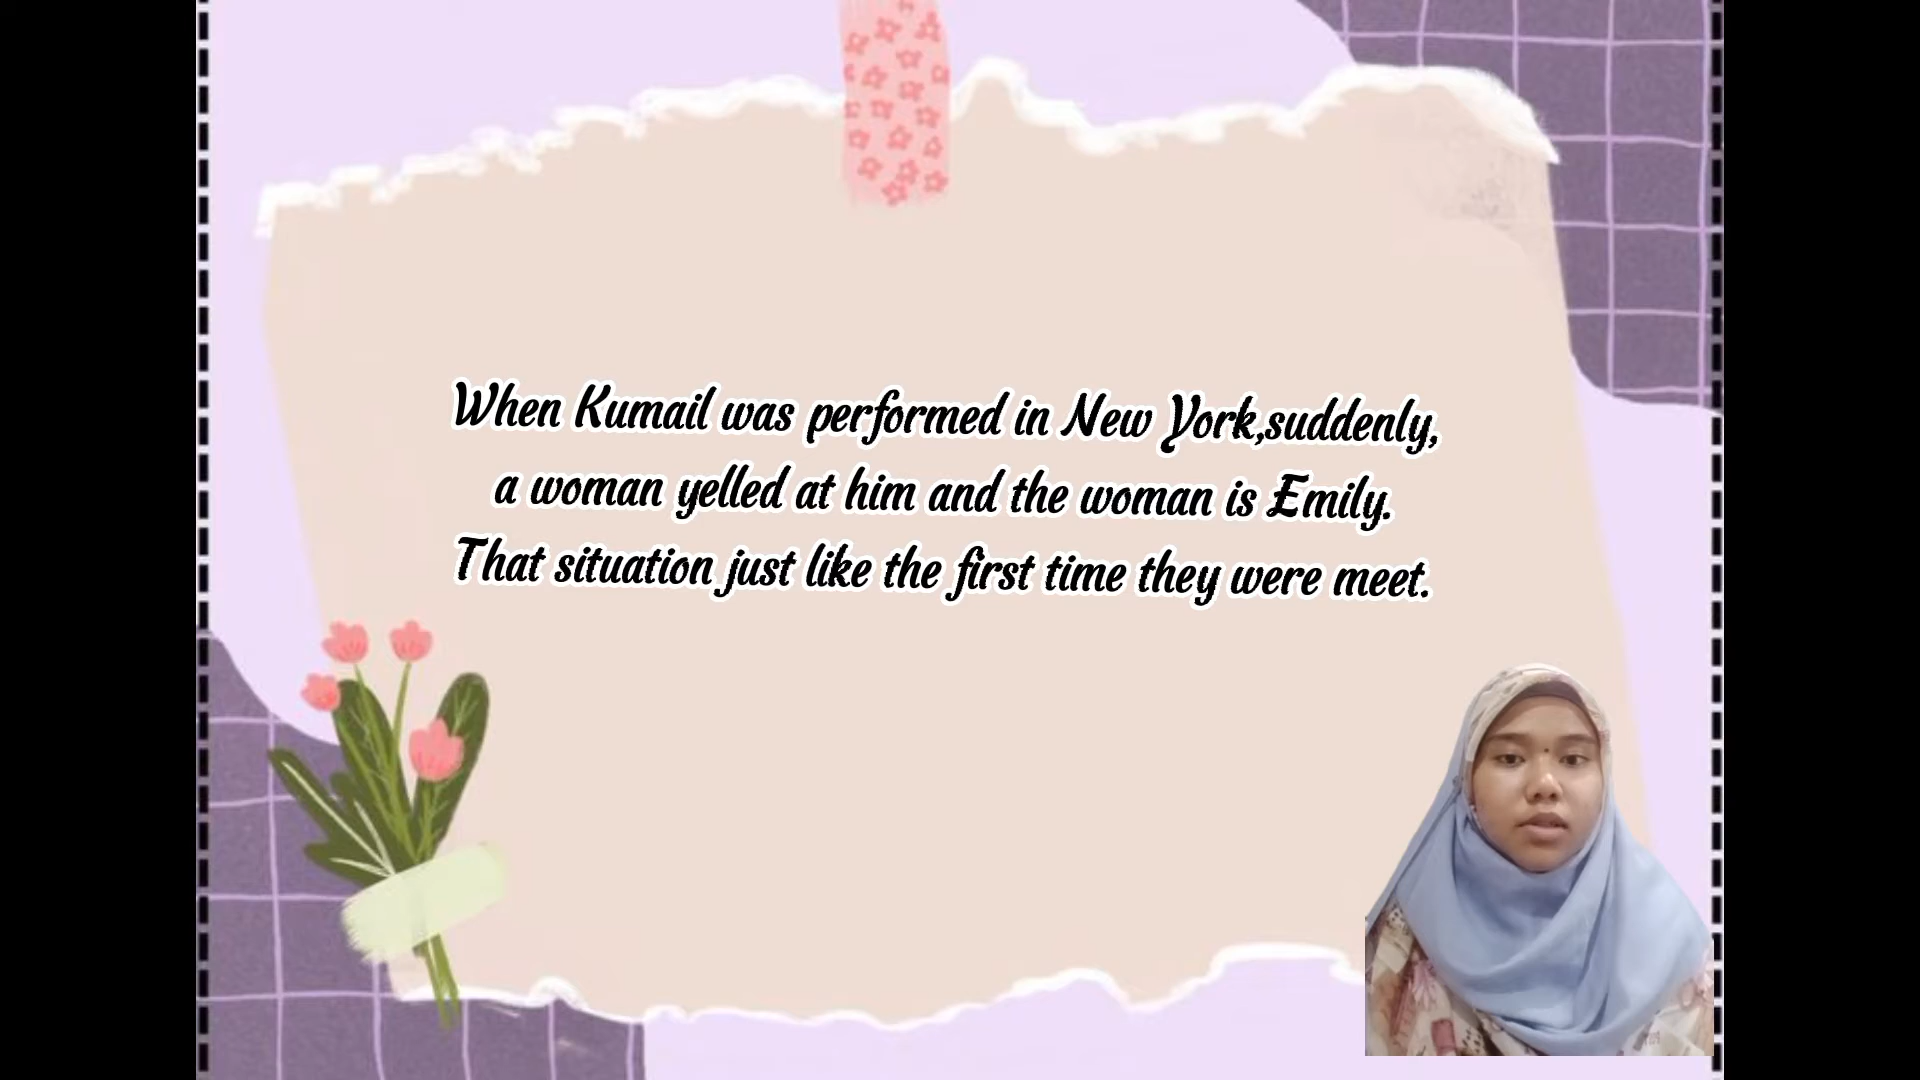 When Kumail was performed in New York,suddenly,
a woman yelled at him and the woman is Emily.
That situation just like the first time they were meet.